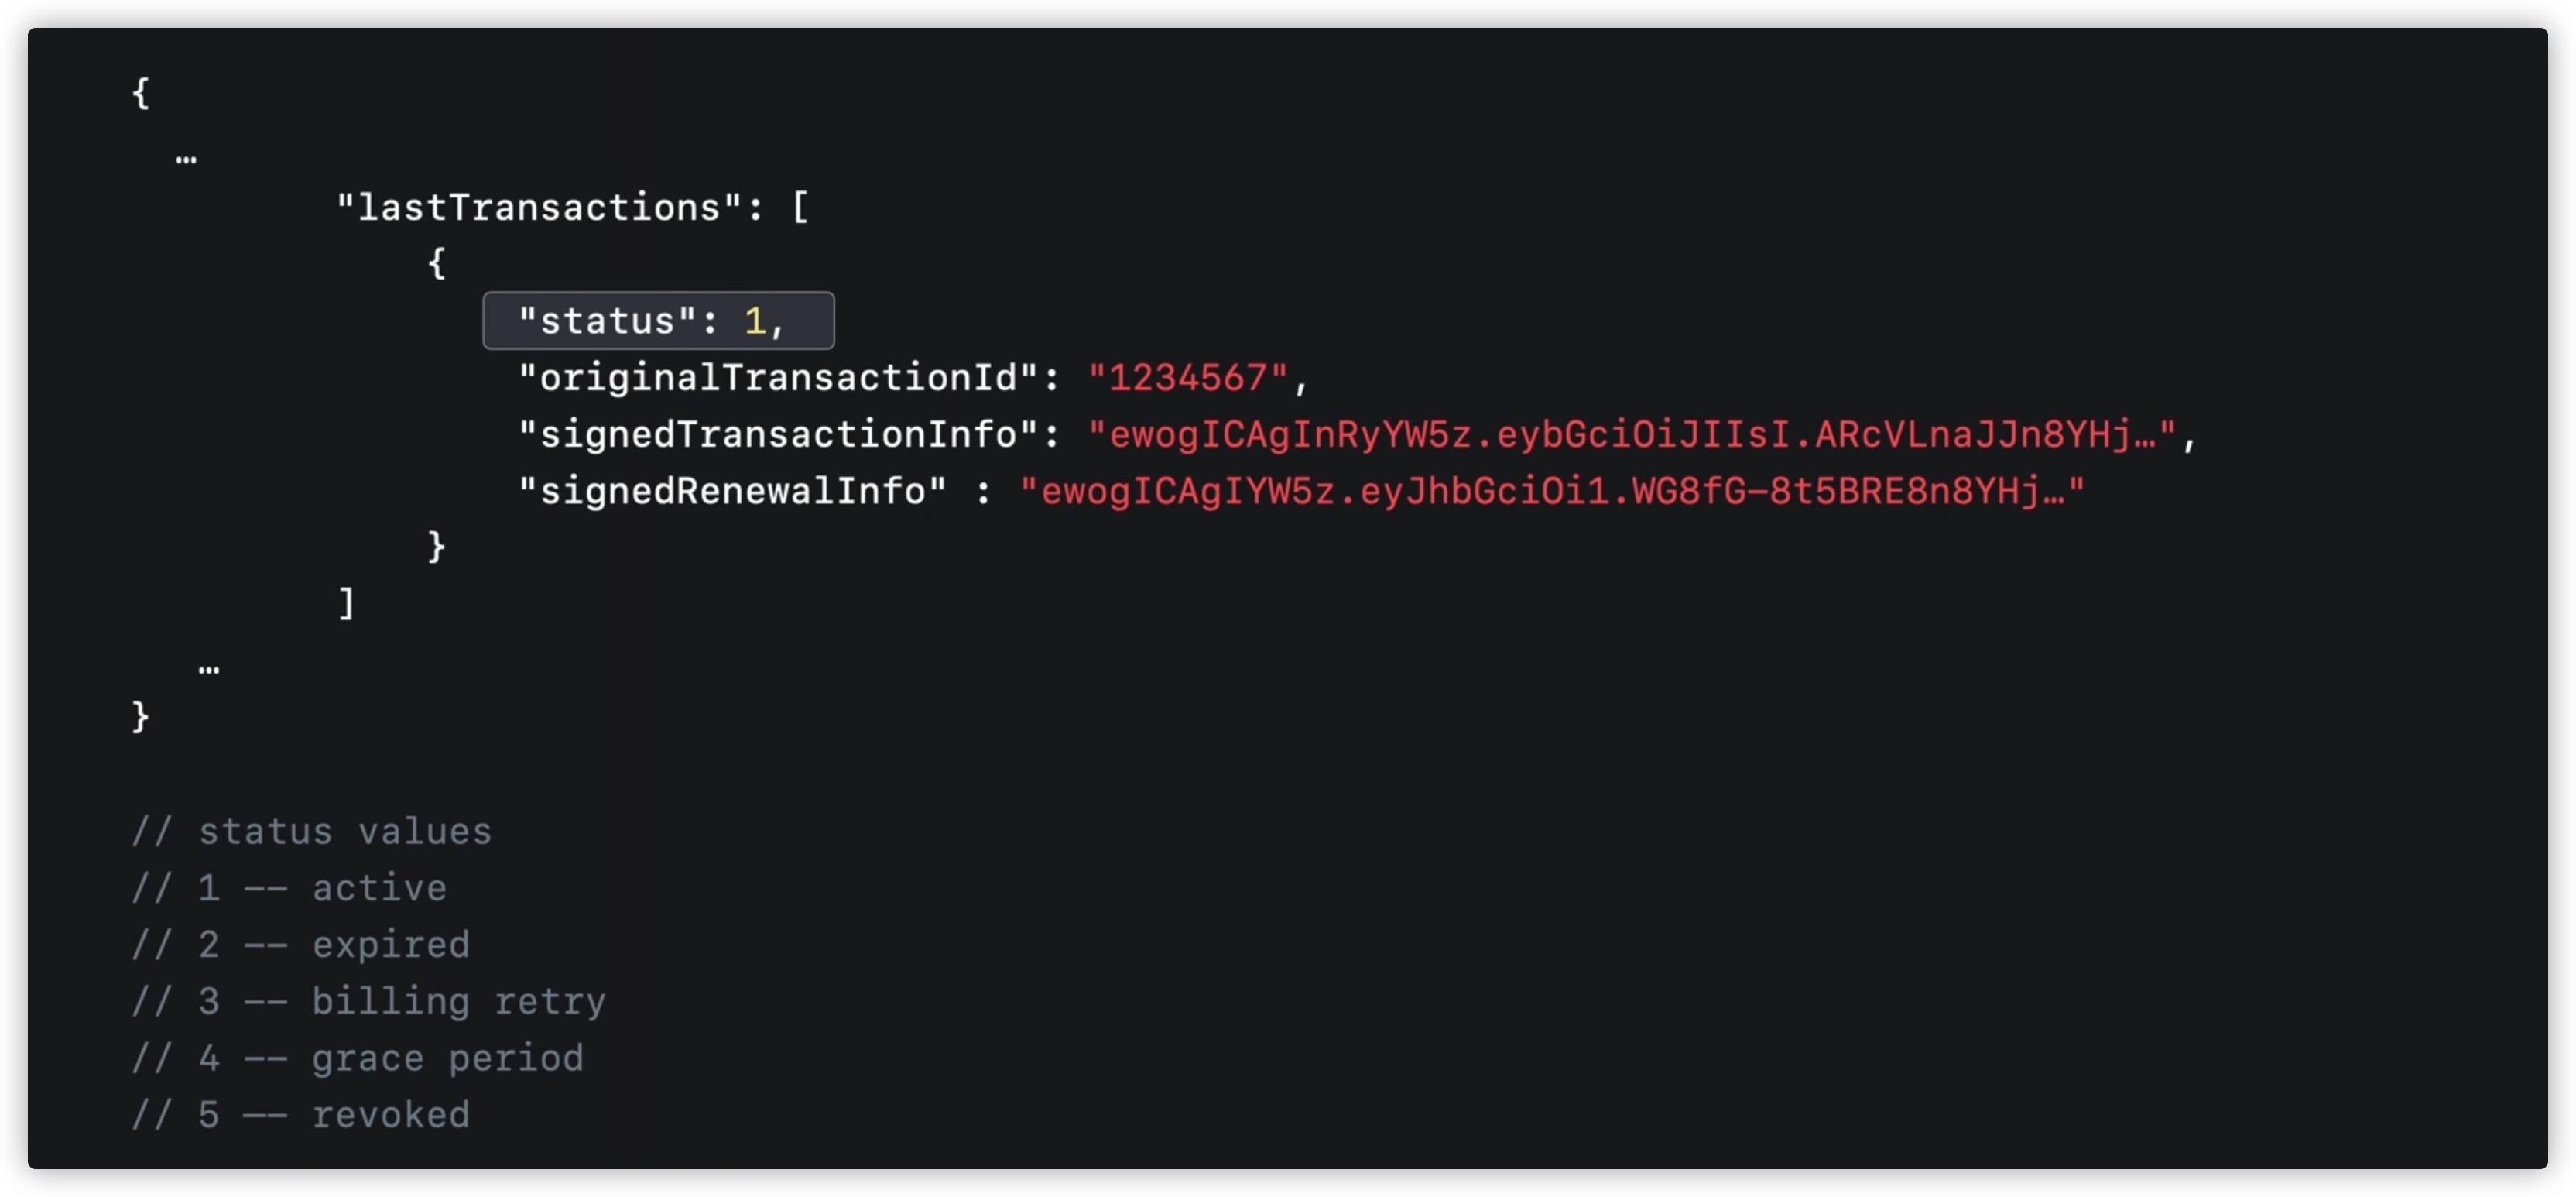 {
…
"lastTransactions": [
{
"status": 1,
"originalTransactionId": "1234567",
"signedTransactionInfo": "ewogICAgInRyYW5z.eybGciOiJIIsI.ARcVLnaJJn8YHj…",
"signedRenewalInfo" : "ewogICAgIYW5z.eyJhbGciOi1.WG8fG–8t5BRE8n8YHj…"
}
]
…
}
// status values
// 1 –– active
// 2 –– expired
// 3 –– billing retry
// 4 –– grace period
// 5 –– revoked